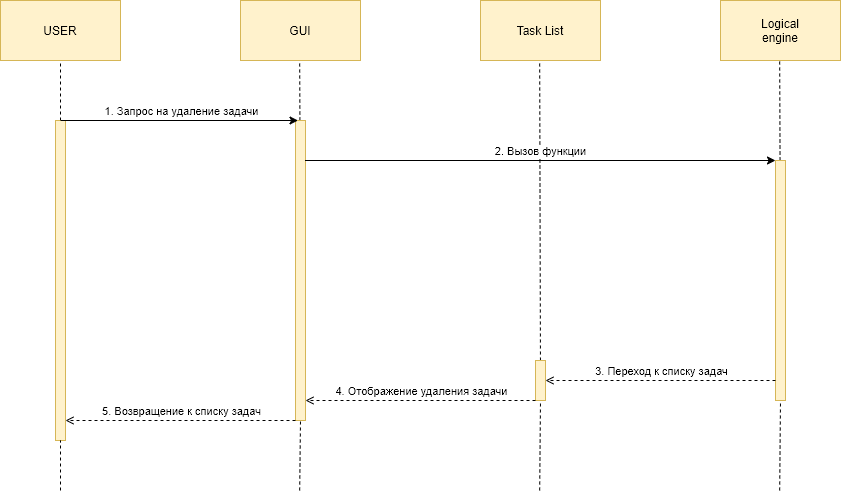 USER
GUI
Task List
Logical
engine
1. Запрос на удаление задачи
2. Вызов функции
3. Переход к списку задач
4. Отображение удаления задачи
5. Возвращение к списку задач